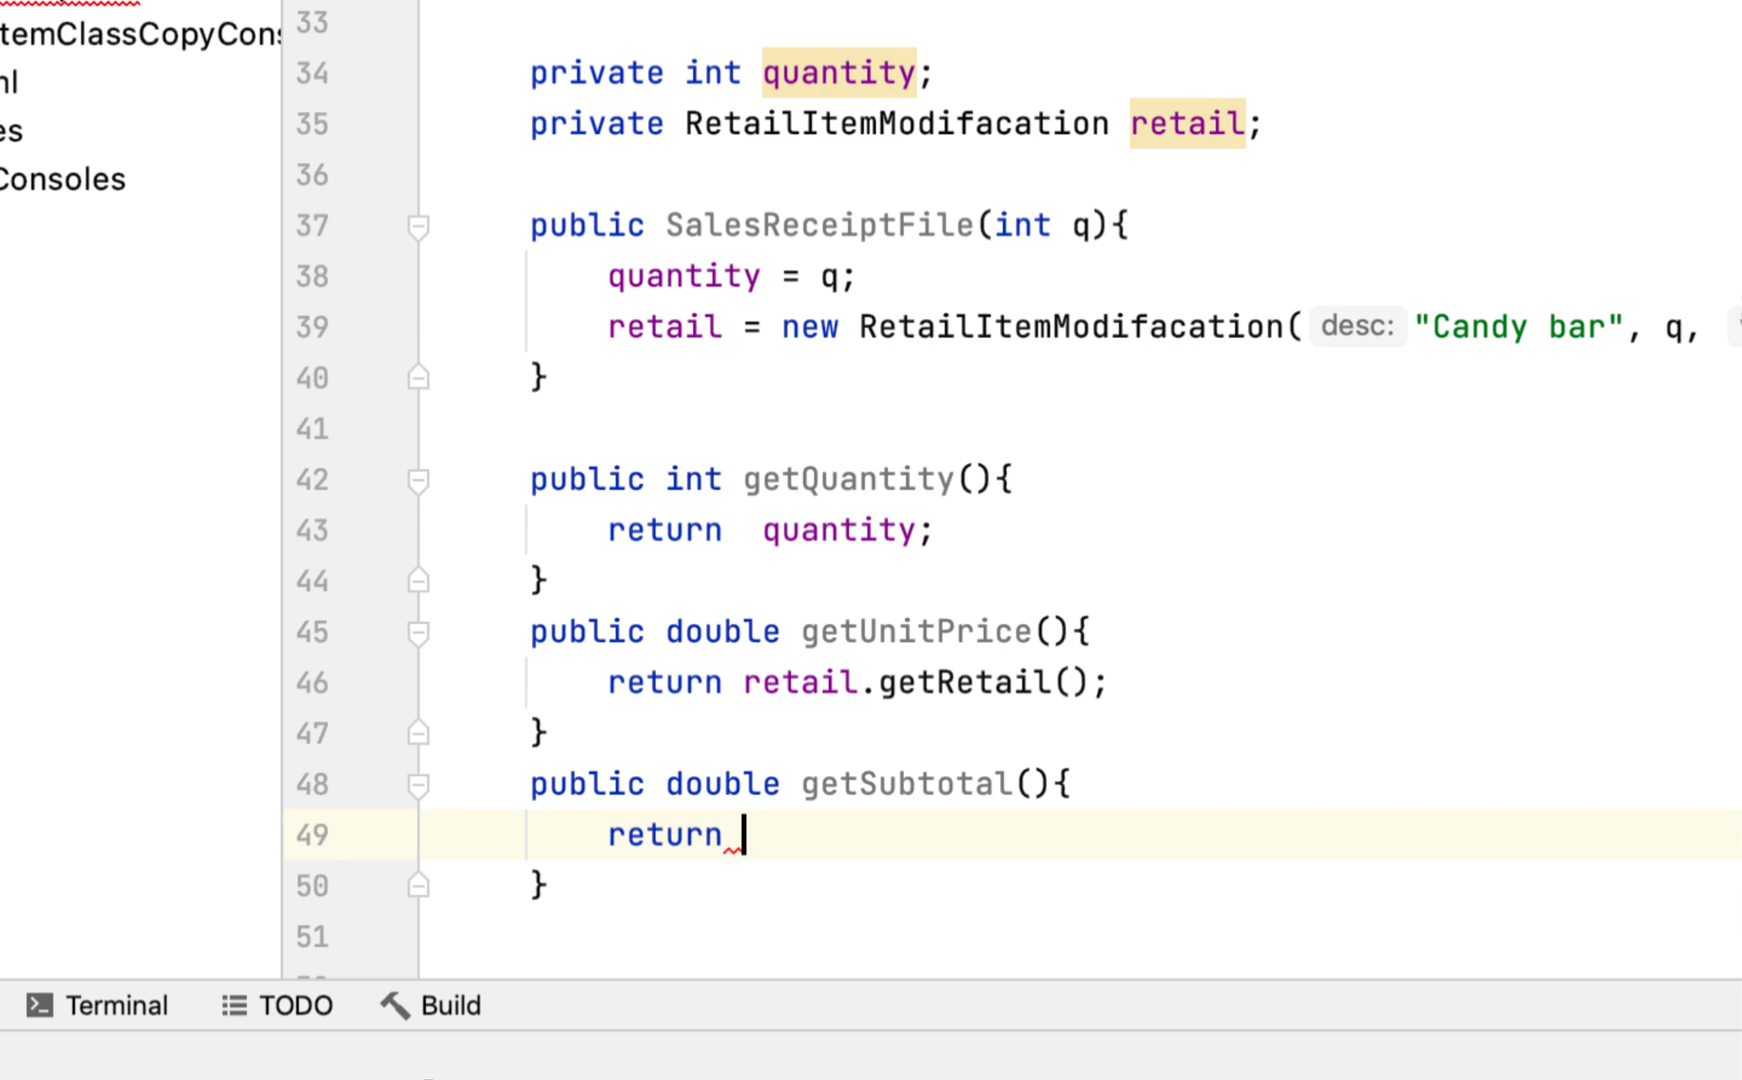 temClassCopyCons
ml
es
Consoles
33
34 private int quantity;
35 private RetailItemModifacation retail;
36
37 public SalesReceiptFile(int q){
38 quantity = q;
39 retail = new RetailItemModifacation( desc: "Candy bar", q,
40 }
41
42 public int getQuantity(){
43 return  quantity;
44 }
45 public double getUnitPrice(){
46 return retail.getRetail();
47 }
48 public double getSubtotal(){
49 return
50 }
51
Terminal TODO Build